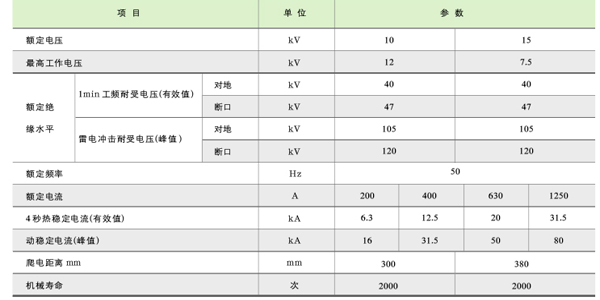 项 目 单 位 参 数
额定电压 kV 10 15
最高工作电压 kV 12 7.5
额定绝缘水平 1min工频耐受电压(有效值) 对地 kV 40 40
断口 kV 47 47
雷电冲击耐受电压(峰值) 对地 kV 105 105
断口 kV 120 120
额定频率 Hz 50
额定电流 A 200 400 630 1250
4秒热稳定电流(有效值) kA 6.3 12.5 20 31.5
动稳定电流(峰值) kA 16 31.5 50 80
爬电距离mm mm 300 380
机械寿命 次 2000 2000